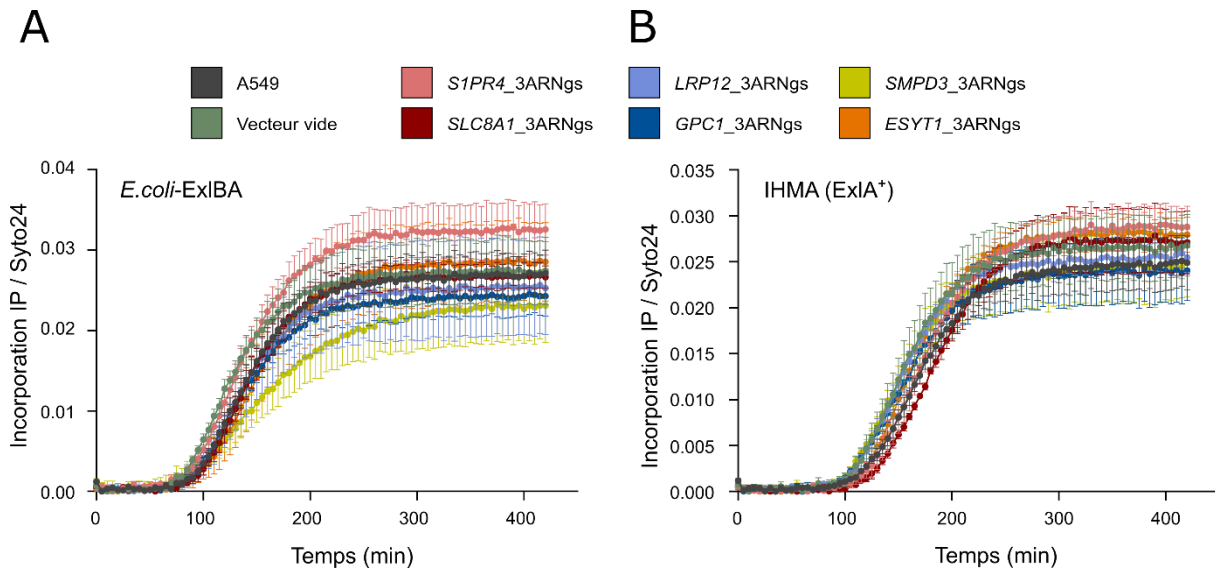 A
B
A549
S1PR4_3ARNgs
LRP12_3ARNgs
SMPD3_3ARNgs
Vecteur vide
SLC8A1_3ARNgs
GPC1_3ARNgs
ESYT1_3ARNgs
E.coli-ExlBA
Incorporation IP / Syto24
0.04
0.03
0.02
0.01
0.00
0
100
200
300
400
Temps (min)
IHMA (ExlA⁺)
Incorporation IP / Syto24
0.035
0.030
0.025
0.020
0.015
0.010
0.005
0.000
0
100
200
300
400
Temps (min)